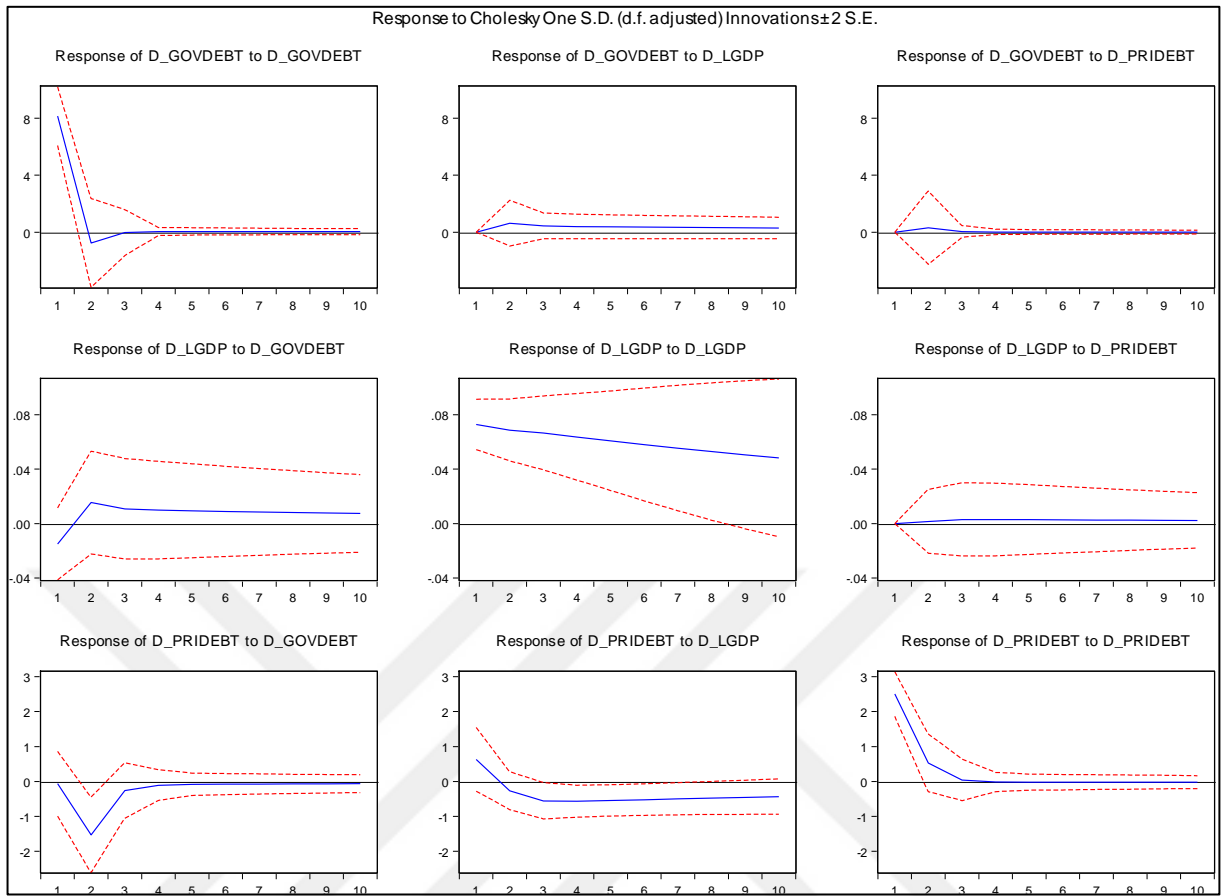 Response to Cholesky One S.D. (d.f. adjusted) Innovations ± 2 S.E.
Response of D_GOVDEBT to D_GOVDEBT
8
4
0
1 2 3 4 5 6 7 8 9 10
Response of D_GOVDEBT to D_LGDP
8
4
0
1 2 3 4 5 6 7 8 9 10
Response of D_GOVDEBT to D_PRIDEBT
8
4
0
1 2 3 4 5 6 7 8 9 10
Response of D_LGDP to D_GOVDEBT
.08
.04
.00
-.04
1 2 3 4 5 6 7 8 9 10
Response of D_LGDP to D_LGDP
.08
.04
.00
-.04
1 2 3 4 5 6 7 8 9 10
Response of D_LGDP to D_PRIDEBT
.08
.04
.00
-.04
1 2 3 4 5 6 7 8 9 10
Response of D_PRIDEBT to D_GOVDEBT
3
2
1
0
-1
-2
1 2 3 4 5 6 7 8 9 10
Response of D_PRIDEBT to D_LGDP
3
2
1
0
-1
-2
1 2 3 4 5 6 7 8 9 10
Response of D_PRIDEBT to D_PRIDEBT
3
2
1
0
-1
-2
1 2 3 4 5 6 7 8 9 10